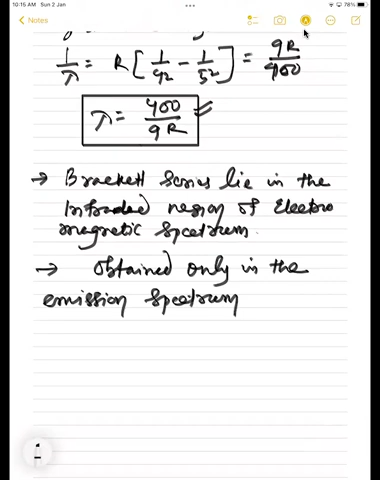 10:15 AM Sun 2 Jan
78%
Notes
1/λ = R [ 1/4² - 1/5² ] = 9R/400
λ = 400/9R
→ Brackett Series lie in the
Infraded region of Electro
magnetic Spectrum.
→ Obtained only in the
emission Spectrum